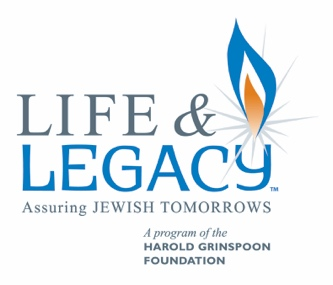 LIFE &
LEGACY™
Assuring JEWISH TOMORROWS
A program of the
HAROLD GRINSPOON
FOUNDATION